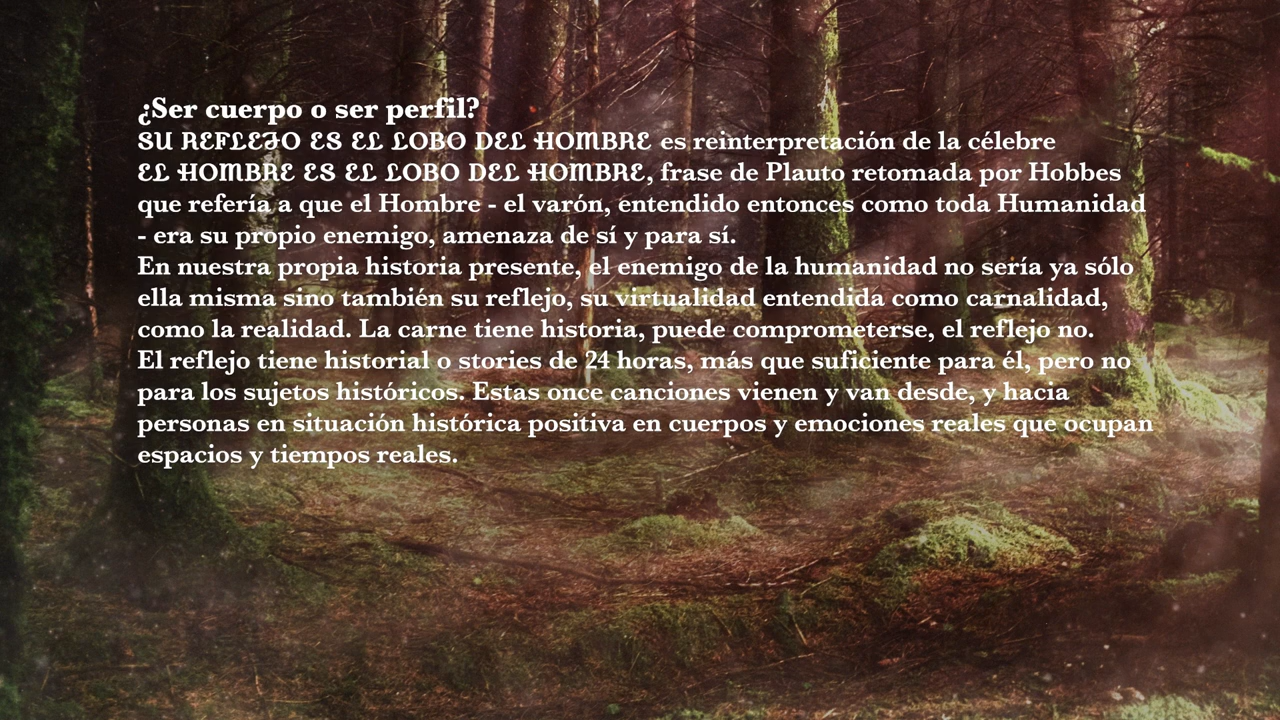 ¿Ser cuerpo o ser perfil?
SU REFLEJO ES EL LOBO DEL HOMBRE es reinterpretación de la célebre
EL HOMBRE ES EL LOBO DEL HOMBRE, frase de Plauto retomada por Hobbes
que refería a que el Hombre - el varón, entendido entonces como toda Humanidad
- era su propio enemigo, amenaza de sí y para sí.
En nuestra propia historia presente, el enemigo de la humanidad no sería ya sólo
ella misma sino también su reflejo, su virtualidad entendida como carnalidad,
como la realidad. La carne tiene historia, puede comprometerse, el reflejo no.
El reflejo tiene historial o stories de 24 horas, más que suficiente para él, pero no
para los sujetos históricos. Estas once canciones vienen y van desde, y hacia
personas en situación histórica positiva en cuerpos y emociones reales que ocupan
espacios y tiempos reales.